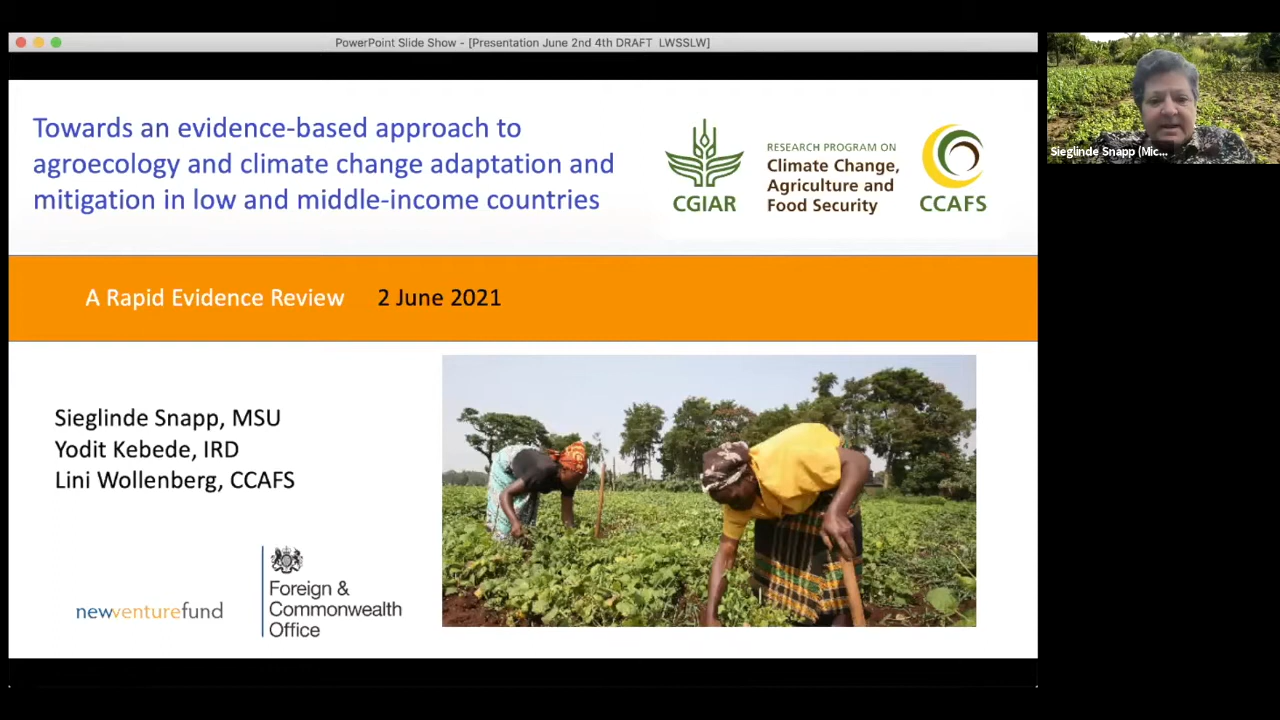 PowerPoint Slide Show - [Presentation June 2nd 4th DRAFT LWSSLW]
Towards an evidence-based approach to
agroecology and climate change adaptation and
mitigation in low and middle-income countries
CGIAR
RESEARCH PROGRAM ON
Climate Change,
Agriculture and
Food Security
CCAFS
Sieglinde Snapp (Mic...
A Rapid Evidence Review 2 June 2021
Sieglinde Snapp, MSU
Yodit Kebede, IRD
Lini Wollenberg, CCAFS
newventurefund
Foreign &
Commonwealth
Office